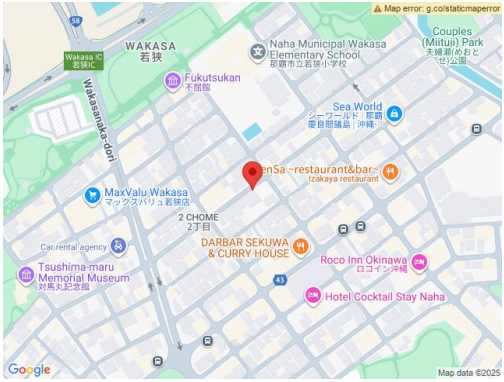 Map error: g.co/staticmaperror
58
WAKASA
若狭
Couples
(Miituji) Park
夫婦瀬(めおと
せ)公園
Naha Municipal Wakasa
Elementary School
那覇市立若狭小学校
Wakasa IC
若狭IC
Fukutsukan
不屈館
Wakasanaka-dori
Sea World
シーワールド | 那覇
慶良間諸島 | 沖縄…
enSa ~restaurant&bar~
Izakaya restaurant
MaxValu Wakasa
マックスバリュ若狭店
2 CHOME
2丁目
Car rental agency
DARBAR SEKUWA
& CURRY HOUSE
Tsushima-maru
Memorial Museum
対馬丸記念館
Roco Inn Okinawa
ロコイン沖縄
43
Hotel Cocktail Stay Naha
Google
Map data ©2025